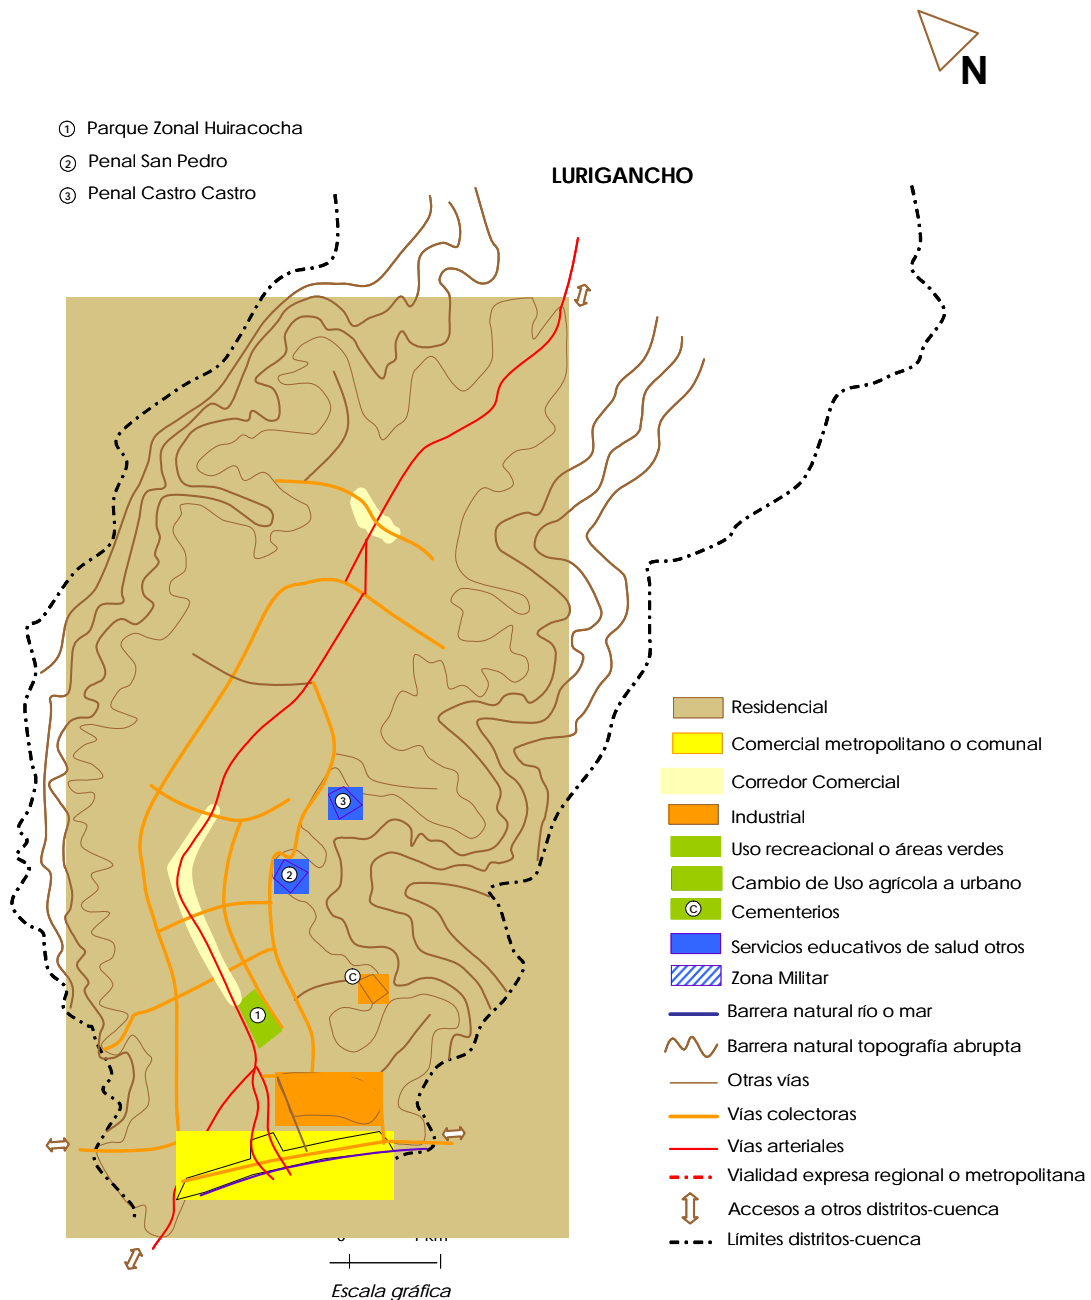 N
① Parque Zonal Huiracocha
② Penal San Pedro
③ Penal Castro Castro
LURIGANCHO
3
2
C
1
Residencial
Comercial metropolitano o comunal
Corredor Comercial
Industrial
Uso recreacional o áreas verdes
Cambio de Uso agrícola a urbano
C Cementerios
Servicios educativos de salud otros
Zona Militar
Barrera natural río o mar
Barrera natural topografía abrupta
Otras vías
Vías colectoras
Vías arteriales
Vialidad expresa regional o metropolitana
Accesos a otros distritos-cuenca
Límites distritos-cuenca
Escala gráfica